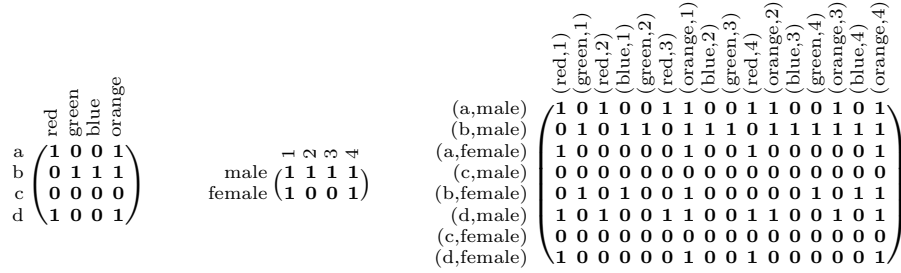 red
green
blue
orange
a 1 0 0 1
b 0 1 1 1
c 0 0 0 0
d 1 0 0 1
1
2
3
4
male 1 1 1 1
female 1 0 0 1
(red,1)
(green,1)
(red,2)
(blue,1)
(green,2)
(red,3)
(orange,1)
(blue,2)
(green,3)
(red,4)
(orange,2)
(blue,3)
(green,4)
(orange,3)
(blue,4)
(orange,4)
(a,male) 1 0 1 0 0 1 1 0 0 1 1 0 0 1 0 1
(b,male) 0 1 0 1 1 0 1 1 1 0 1 1 1 1 1 1
(a,female) 1 0 0 0 0 0 1 0 0 1 0 0 0 0 0 1
(c,male) 0 0 0 0 0 0 0 0 0 0 0 0 0 0 0 0
(b,female) 0 1 0 1 0 0 1 0 0 0 0 0 1 0 1 1
(d,male) 1 0 1 0 0 1 1 0 0 1 1 0 0 1 0 1
(c,female) 0 0 0 0 0 0 0 0 0 0 0 0 0 0 0 0
(d,female) 1 0 0 0 0 0 1 0 0 1 0 0 0 0 0 1